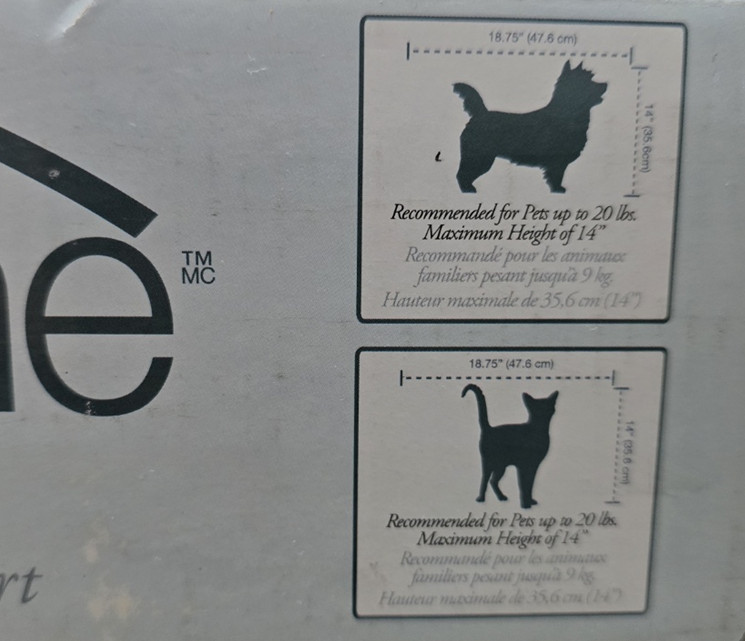 e
TM
MC
rt
18.75" (47.6 cm)
14" (35.6cm)
Recommended for Pets up to 20 lbs.
Maximum Height of 14"
Recommandé pour les animaux
familiers pesant jusqu'à 9 kg.
Hauteur maximale de 35,6 cm (14")
18.75" (47.6 cm)
14" (35.6 cm)
Recommended for Pets up to 20 lbs.
Maximum Height of 14"
Recommandé pour les animaux
familiers pesant jusqu'à 9 kg.
Hauteur maximale de 35,6 cm (14")